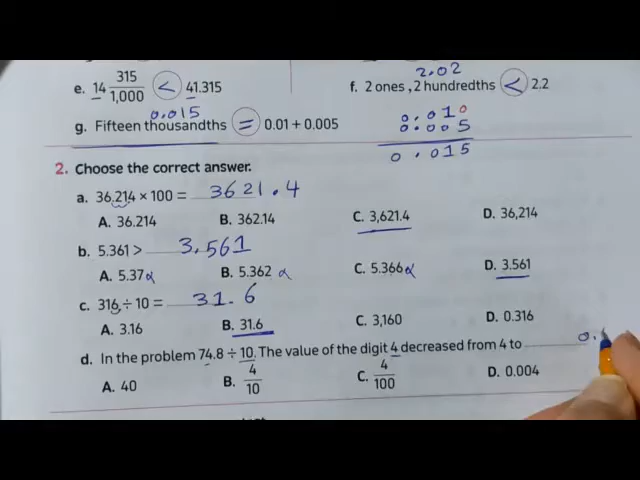 e. 14 315/1,000 < 41.315
2.02
f. 2 ones, 2 hundredths < 2.2
0.015
g. Fifteen thousandths = 0.01 + 0.005
0.010
0.005
0.015
2. Choose the correct answer.
a. 36.214 × 100 = 3621.4
A. 36.214 B. 362.14 C. 3,621.4 D. 36,214
b. 5.361 > 3.561
A. 5.37 B. 5.362 C. 5.366 D. 3.561
c. 316 ÷ 10 = 31.6
A. 3.16 B. 31.6 C. 3,160 D. 0.316
d. In the problem 74.8 ÷ 10. The value of the digit 4 decreased from 4 to 0.
A. 40 B. 4/10 C. 4/100 D. 0.004